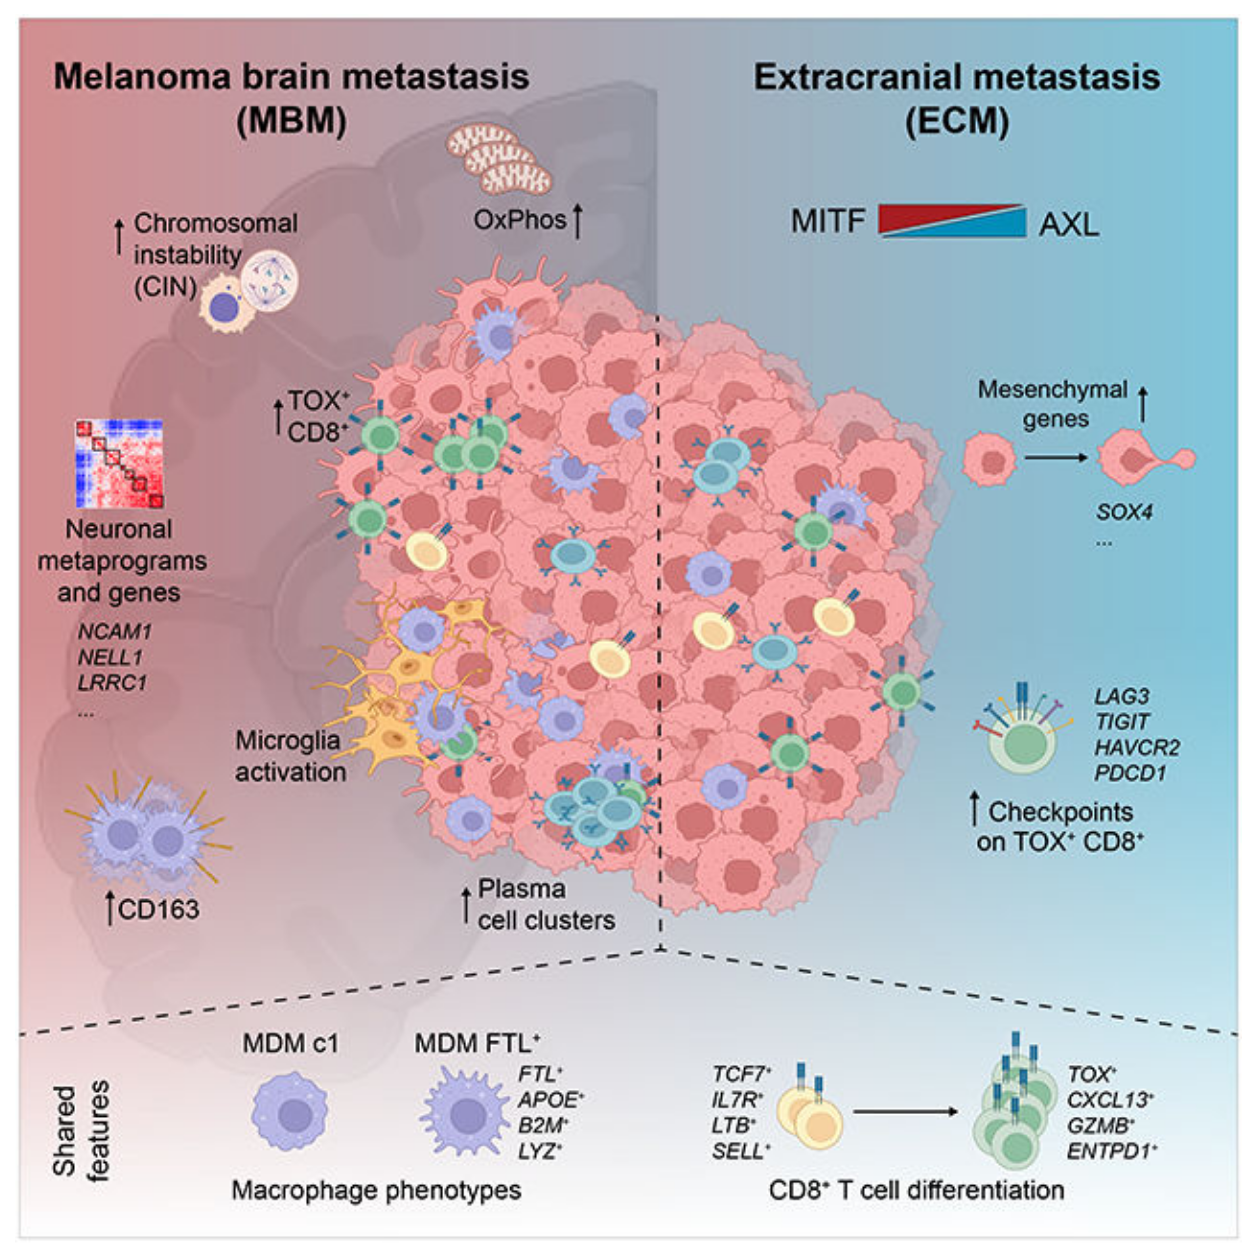 Melanoma brain metastasis
(MBM)
Extracranial metastasis
(ECM)
OxPhos↑
↑ Chromosomal
instability
(CIN)
MITF AXL
↑ TOX⁺
CD8⁺
Mesenchymal ↑
genes
SOX4
...
Neuronal
metaprograms
and genes
NCAM1
NELL1
LRRC1
...
Microglia
activation
↑CD163
↑ Plasma
cell clusters
LAG3
TIGIT
HAVCR2
PDCD1
↑ Checkpoints
on TOX⁺ CD8⁺
Shared
features
MDM c1
MDM FTL⁺
FTL⁺
APOE⁺
B2M⁺
LYZ⁺
Macrophage phenotypes
TCF7⁺
IL7R⁺
LTB⁺
SELL⁺
TOX⁺
CXCL13⁺
GZMB⁺
ENTPD1⁺
CD8⁺ T cell differentiation